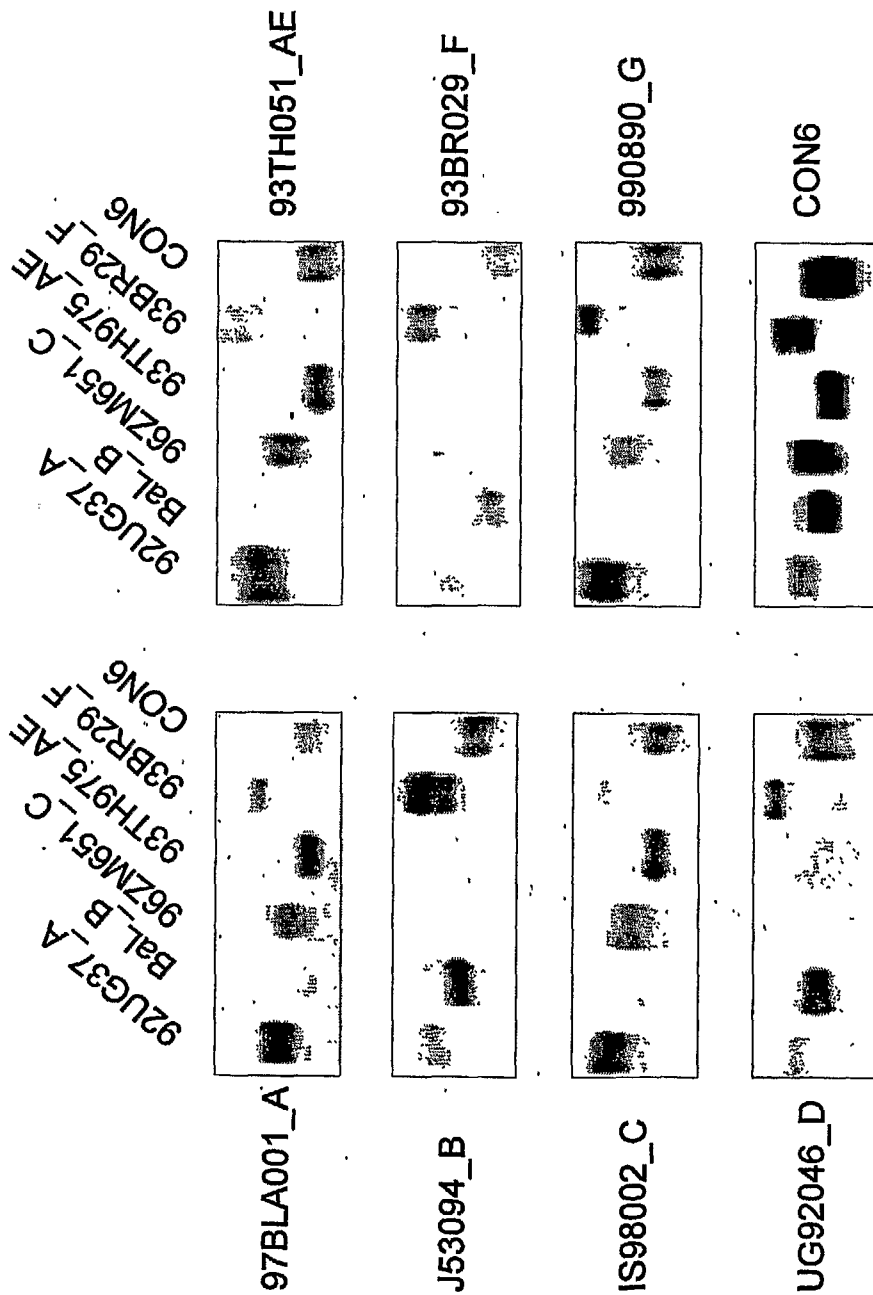 92UG37_A
BaL_B
96ZM651_C
93TH975_AE
93BR29_F
CON6
97BLA001_A
J53094_B
IS98002_C
UG92046_D
92UG37_A
BaL_B
96ZM651_C
93TH975_AE
93BR29_F
CON6
93TH051_AE
93BR029_F
990890_G
CON6